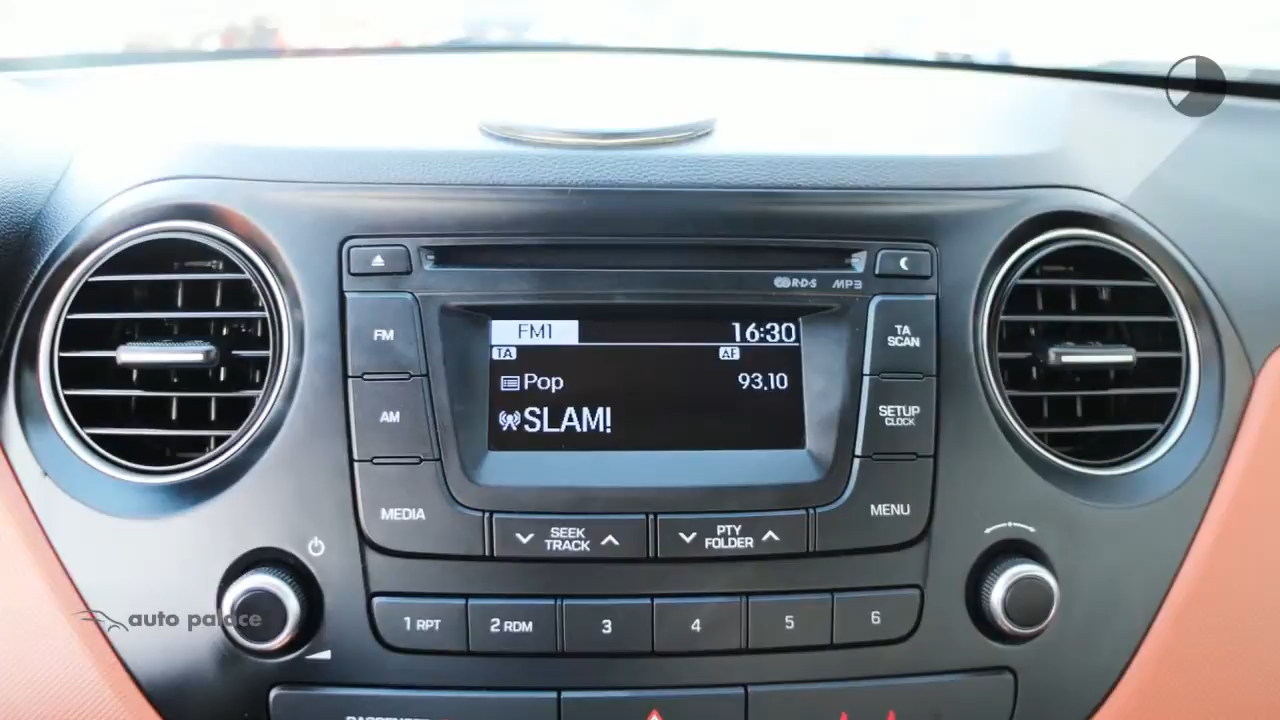 R·D·S MP3
FM
FM1 16:30
TA SCAN
TA AF
Pop 93.10
AM
SLAM!
SETUP CLOCK
MEDIA
SEEK TRACK
PTY FOLDER
MENU
1 RPT
2 RDM
3
4
5
6
auto palace